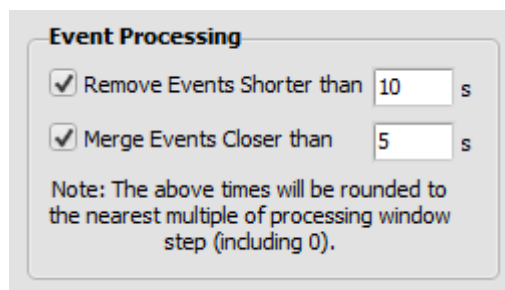 Event Processing
Remove Events Shorter than 10 s
Merge Events Closer than 5 s
Note: The above times will be rounded to
the nearest multiple of processing window
step (including 0).